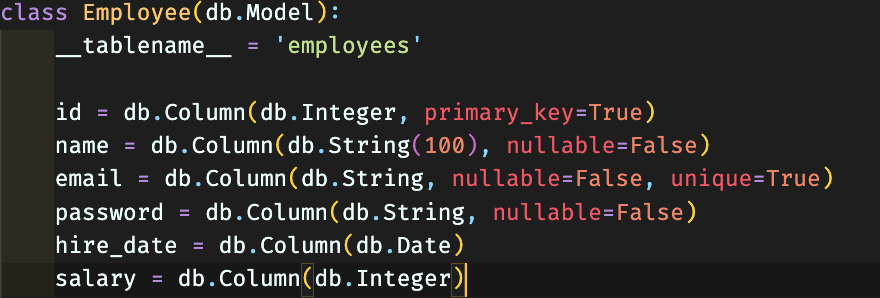 class Employee(db.Model):
    __tablename__ = 'employees'

    id = db.Column(db.Integer, primary_key=True)
    name = db.Column(db.String(100), nullable=False)
    email = db.Column(db.String, nullable=False, unique=True)
    password = db.Column(db.String, nullable=False)
    hire_date = db.Column(db.Date)
    salary = db.Column(db.Integer)